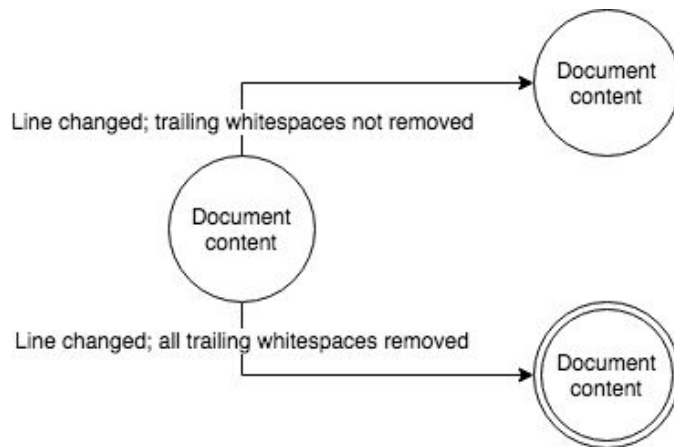 Document
content
Line changed; trailing whitespaces not removed
Document
content
Line changed; all trailing whitespaces removed
Document
content